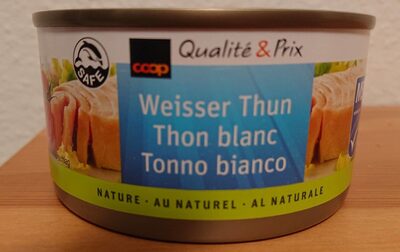 SAFE
coop
Qualité & Prix
Weisser Thun
Thon blanc
Tonno bianco
NATURE · AU NATUREL · AL NATURALE